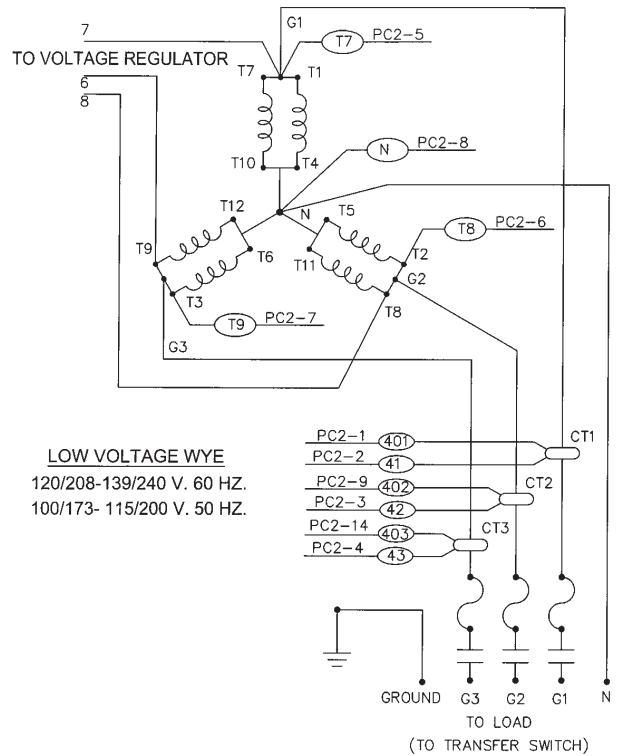 G1
7
T7 PC2-5
TO VOLTAGE REGULATOR
T7 T1
6
8
T10 T4
N PC2-8
T12 N T5
T8 PC2-6
T9 T6 T11 T2
G2
T3 T8
T9 PC2-7
G3
PC2-1 401 CT1
PC2-2 41
LOW VOLTAGE WYE
120/208-139/240 V. 60 HZ.
100/173- 115/200 V. 50 HZ.
PC2-9 402 CT2
PC2-3 42
PC2-14 403 CT3
PC2-4 43
GROUND G3 G2 G1 N
TO LOAD
(TO TRANSFER SWITCH)